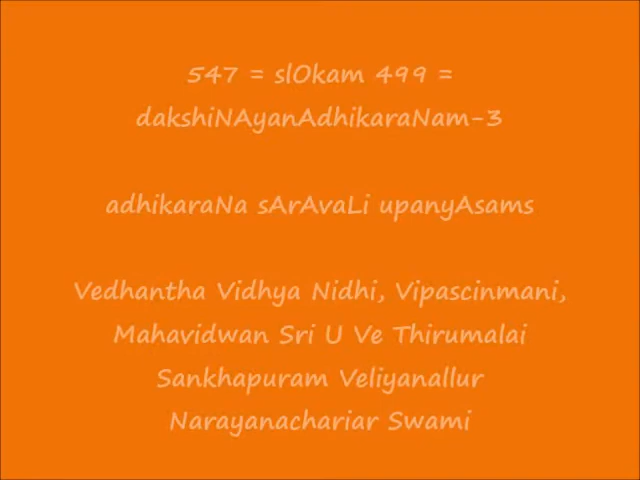 547 = slOkam 499 =
dakshiNAyanAdhikaraNam-3
adhikaraNa sArAvaLi upanyAsams
Vedhantha Vidhya Nidhi, Vipascinmani,
Mahavidwan Sri U Ve Thirumalai
Sankhapuram Veliyanallur
Narayanachariar Swami